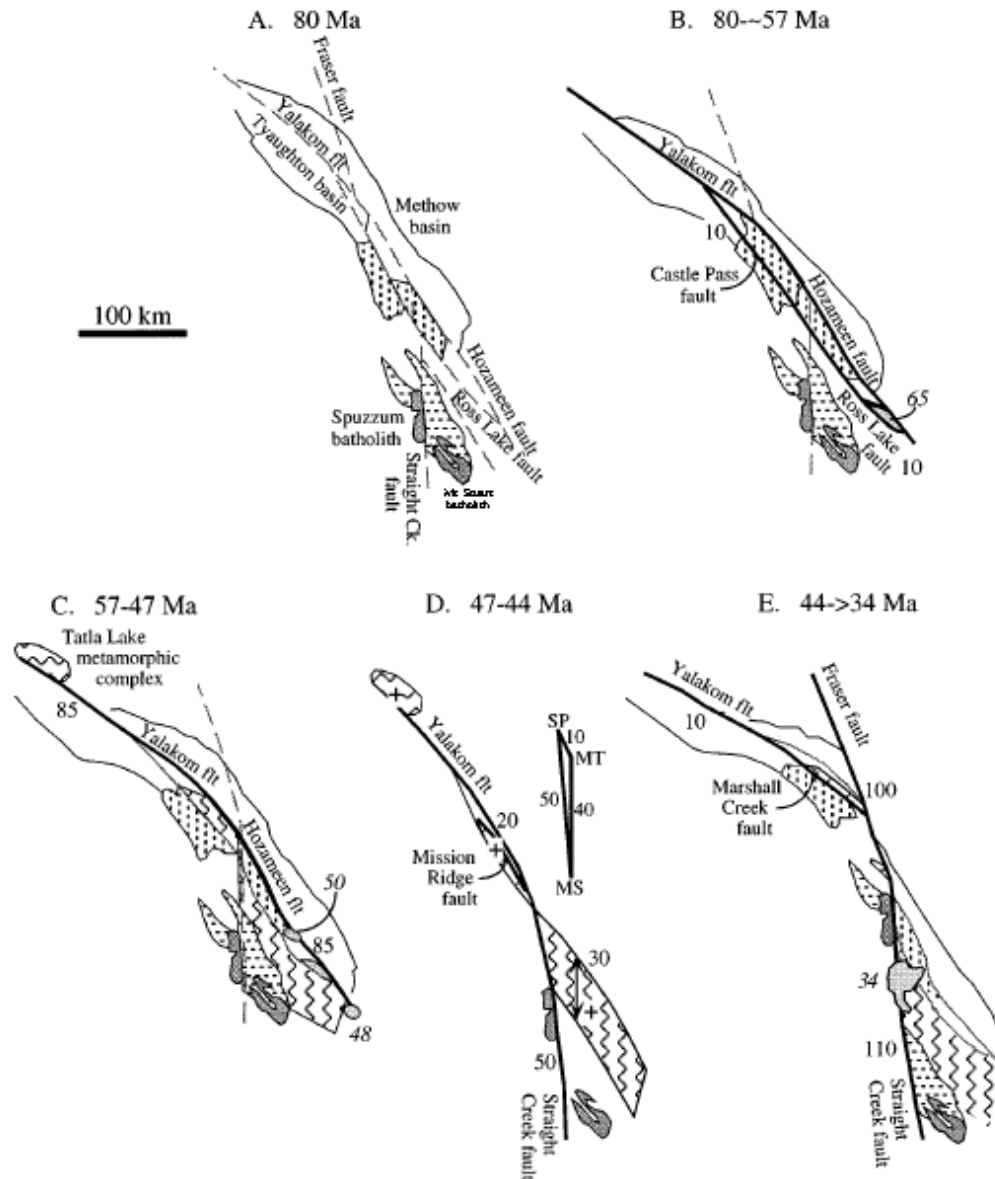 A. 80 Ma
Fraser fault
Yalakom flt
Tyaughton basin
Methow
basin
100 km
Hozameen fault
Ross Lake
fault
Spuzzum
batholith
Straight Ck.
fault
batholith
B. 80-~57 Ma
Yalakom flt
10
Castle Pass
fault
Hozameen fault
65
Ross Lake
fault
10
C. 57-47 Ma
Tatla Lake
metamorphic
complex
85
Yalakom flt
Hozameen flt
50
85
48
D. 47-44 Ma
Yalakom flt
SP
10
MT
50
40
20
Mission
Ridge
fault
MS
30
50
Straight
Creek fault
E. 44->34 Ma
Yalakom flt
Fraser fault
10
Marshall
Creek
fault
100
34
110
Straight
Creek fault